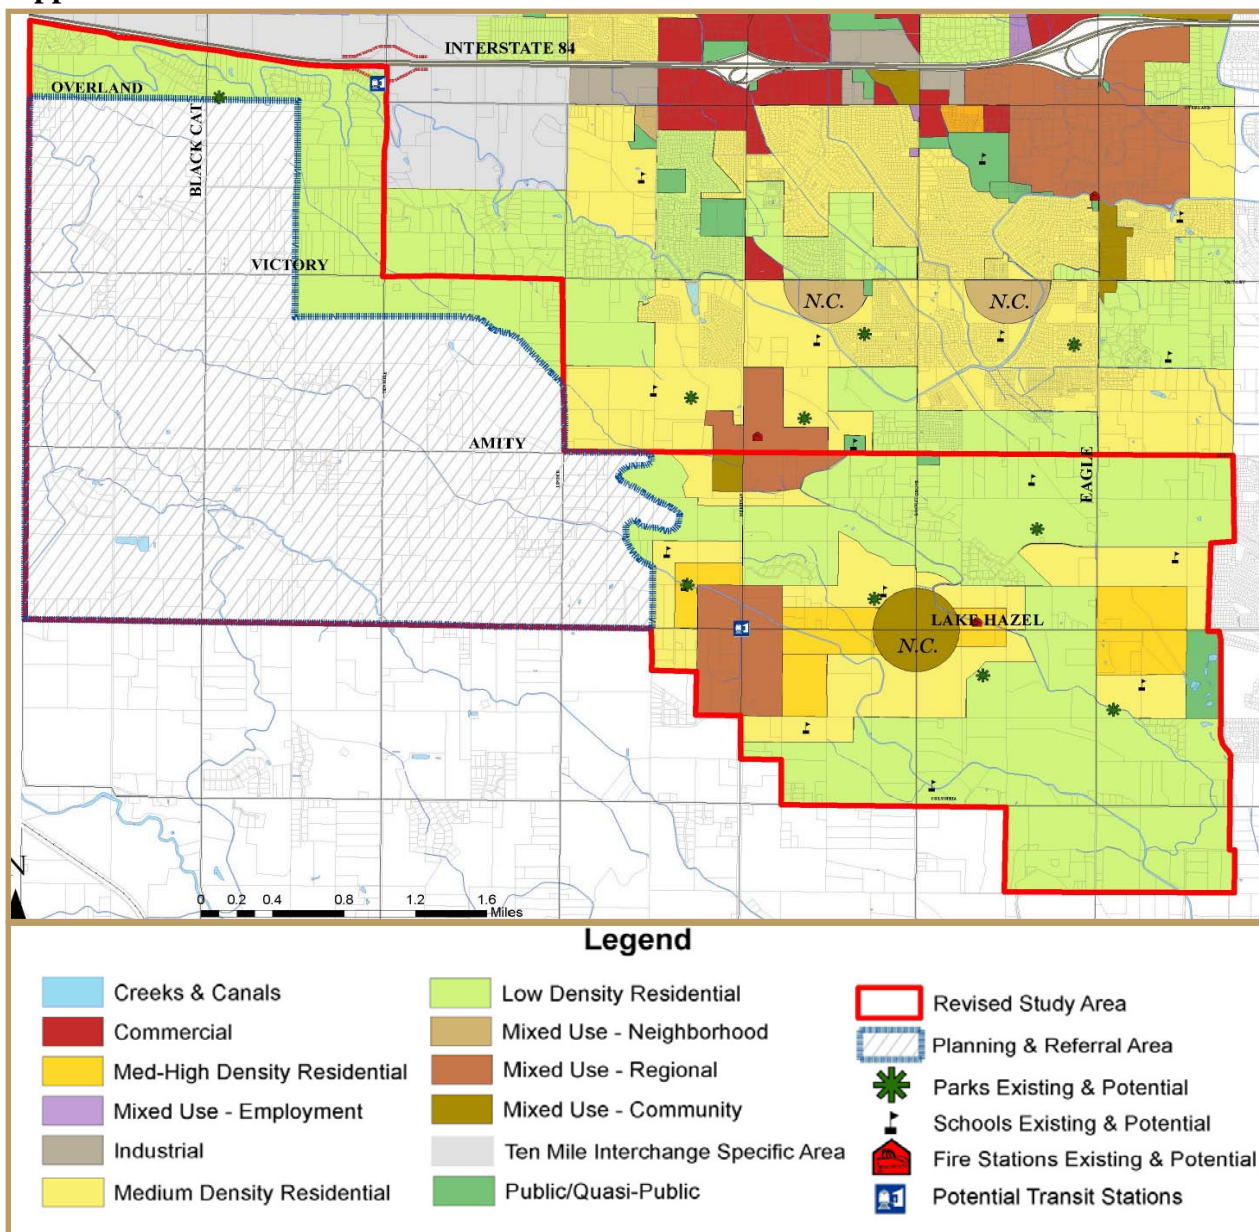 INTERSTATE 84
OVERLAND
BLACK CAT
VICTORY
N.C.
N.C.
AMITY
EAGLE
LAKE HAZEL
N.C.
COLUMBIA
N
0 0.2 0.4 0.8 1.2 1.6
Miles
Legend
Creeks & Canals
Commercial
Med-High Density Residential
Mixed Use - Employment
Industrial
Medium Density Residential
Low Density Residential
Mixed Use - Neighborhood
Mixed Use - Regional
Mixed Use - Community
Ten Mile Interchange Specific Area
Public/Quasi-Public
Revised Study Area
Planning & Referral Area
Parks Existing & Potential
Schools Existing & Potential
Fire Stations Existing & Potential
Potential Transit Stations